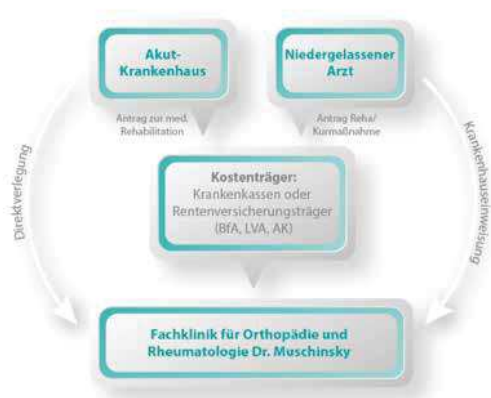 Akut-
Krankenhaus
Niedergelassener
Arzt
Antrag zur med.
Rehabilitation
Antrag Reha/
Kurmaßnahme
Direktverlegung
Krankenhauseinweisung
Kostenträger:
Krankenkassen oder
Rentenversicherungsträger
(BfA, LVA, AK)
Fachklinik für Orthopädie und
Rheumatologie Dr. Muschinsky